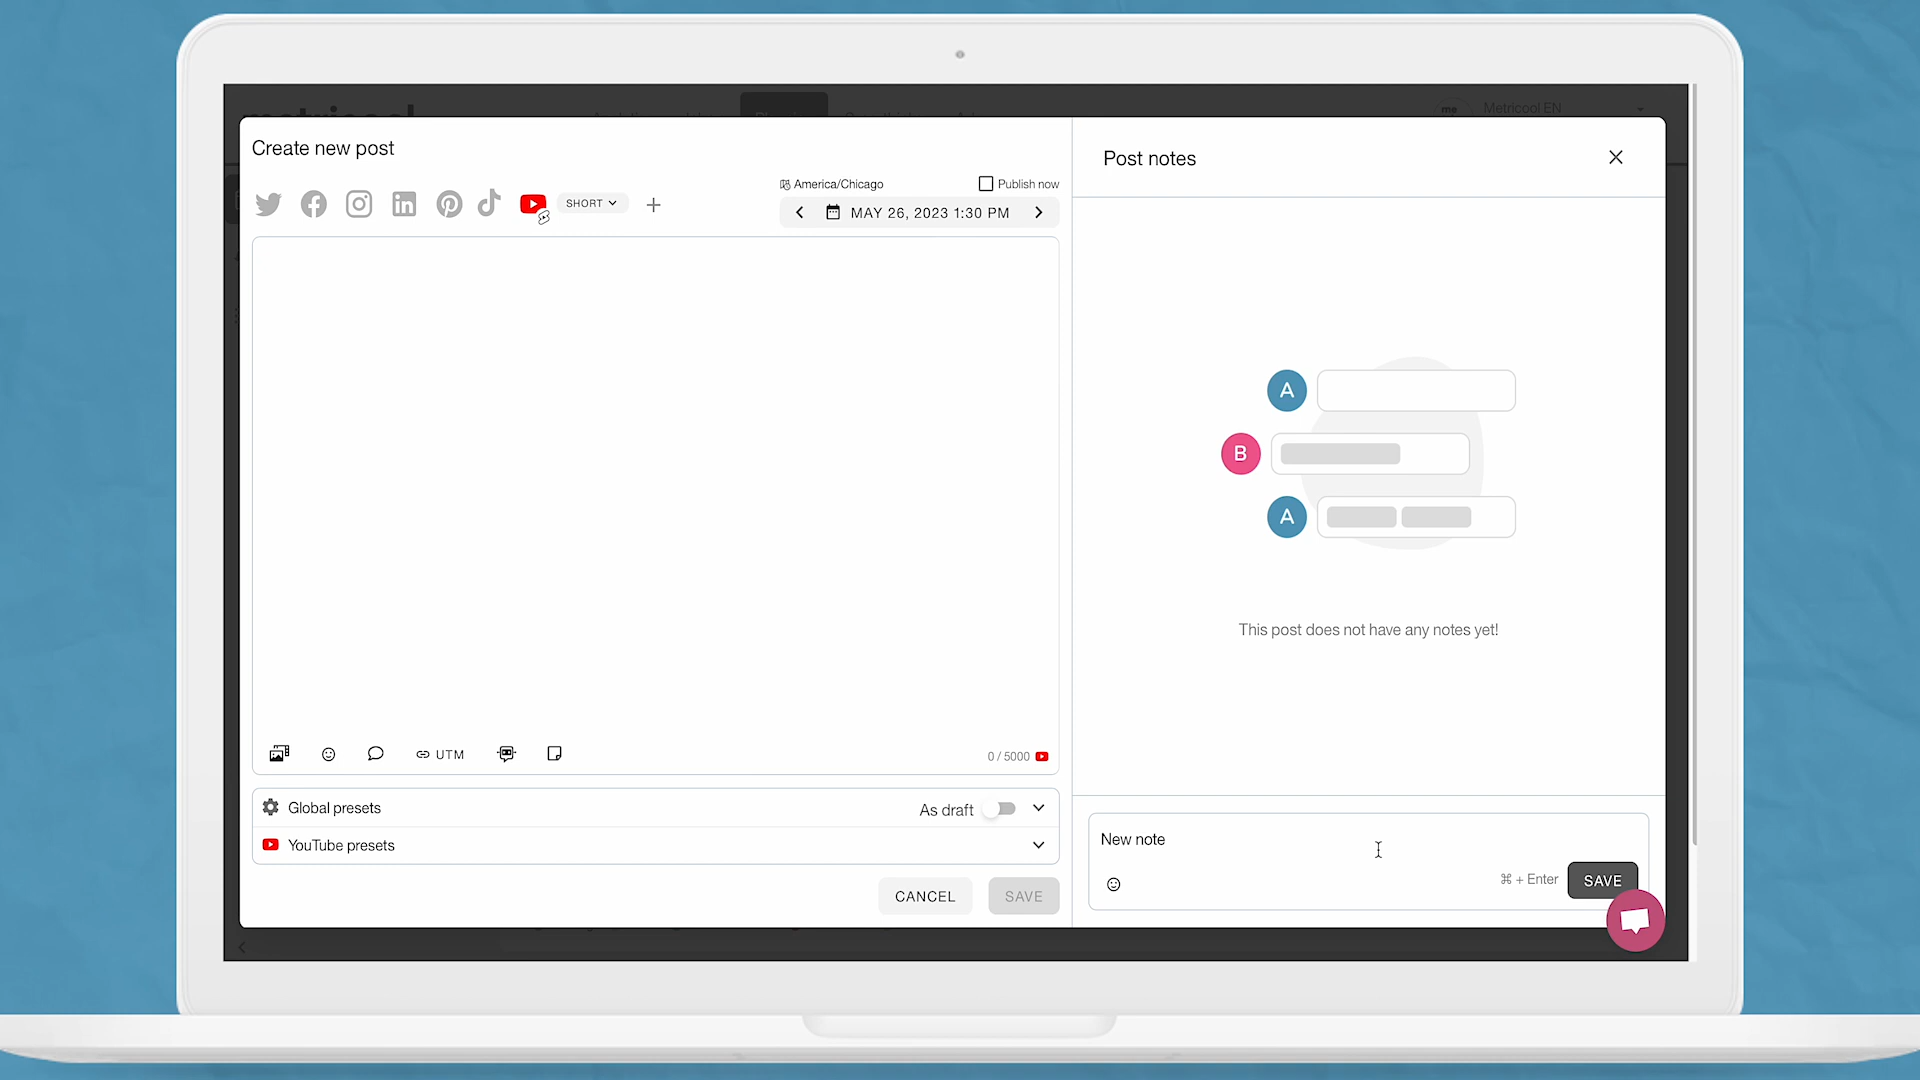 Metricool EN
Create new post
America/Chicago
Publish now
SHORT
MAY 26, 2023 1:30 PM
UTM
0 / 5000
Global presets
As draft
YouTube presets
CANCEL
SAVE
Post notes
A
B
A
This post does not have any notes yet!
New note
⌘ + Enter
SAVE